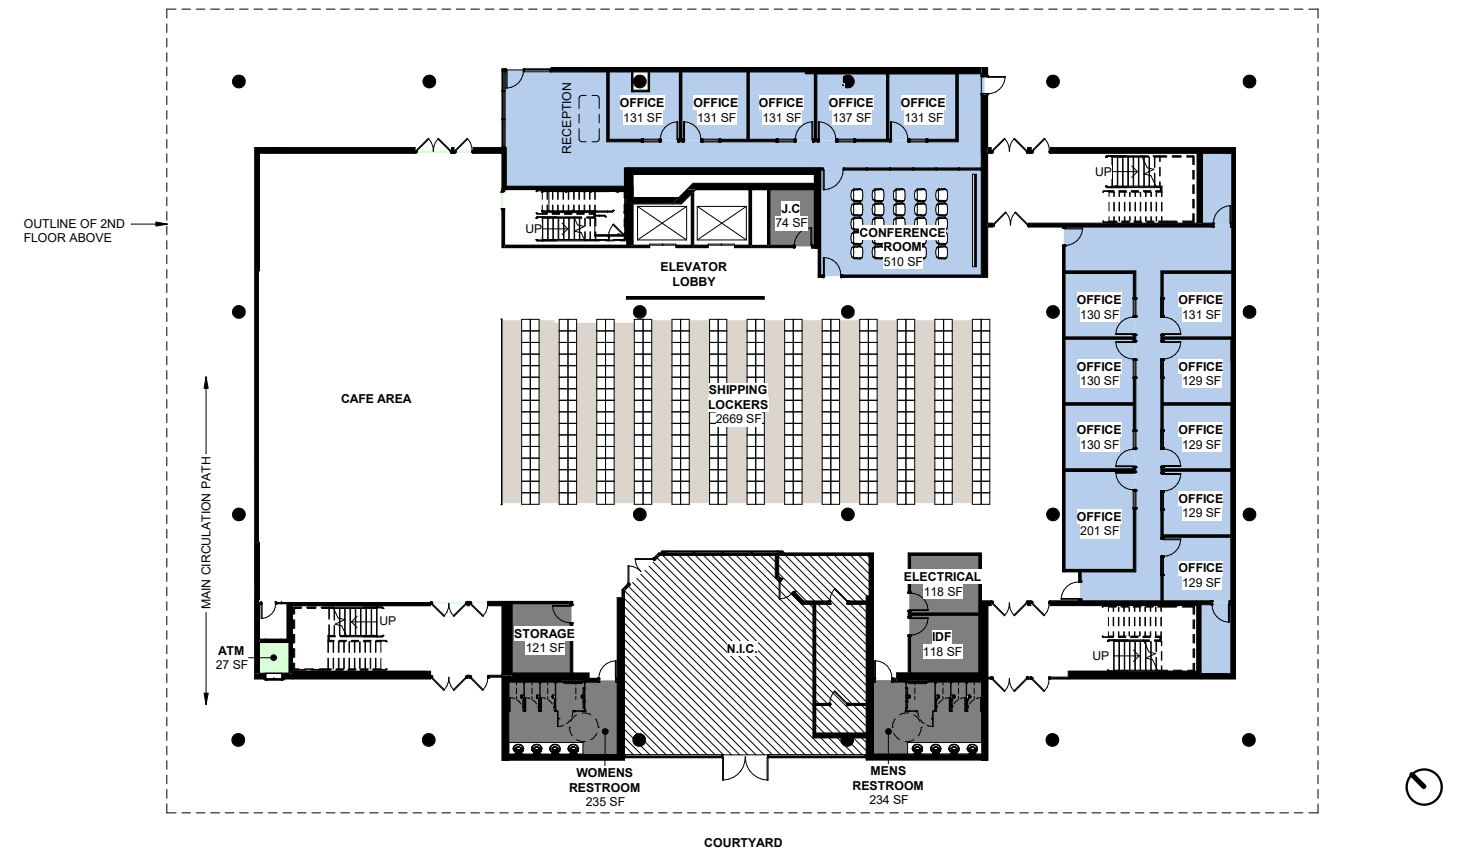 RECEPTION
OFFICE
131 SF
OFFICE
131 SF
OFFICE
131 SF
OFFICE
137 SF
OFFICE
131 SF
UP
OUTLINE OF 2ND
FLOOR ABOVE
UP
J.C
74 SF
CONFERENCE
ROOM
510 SF
ELEVATOR
LOBBY
OFFICE
130 SF
OFFICE
131 SF
CAFE AREA
SHIPPING
LOCKERS
2669 SF
OFFICE
130 SF
OFFICE
129 SF
OFFICE
130 SF
OFFICE
129 SF
MAIN CIRCULATION PATH
OFFICE
201 SF
OFFICE
129 SF
OFFICE
129 SF
ELECTRICAL
118 SF
UP
STORAGE
121 SF
IDF
118 SF
ATM
27 SF
N.I.C.
UP
WOMENS
RESTROOM
235 SF
MENS
RESTROOM
234 SF
COURTYARD